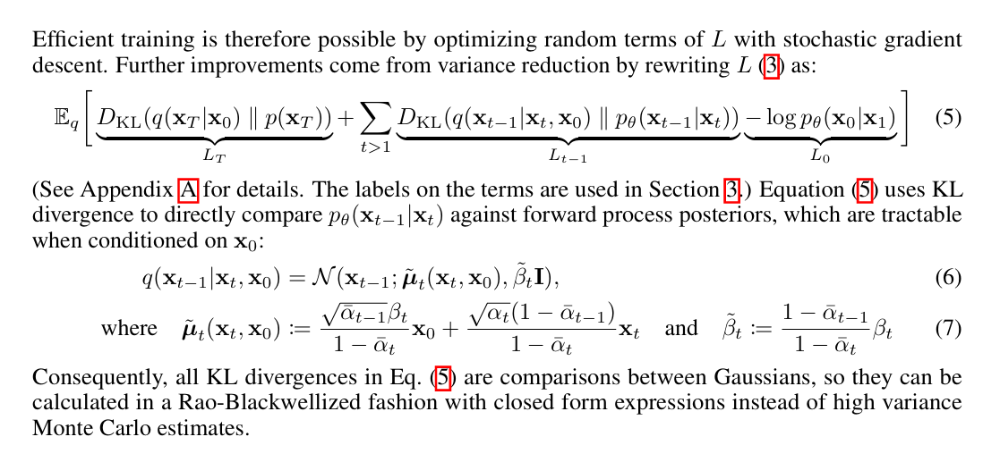 Efficient training is therefore possible by optimizing random terms of L with stochastic gradient
descent. Further improvements come from variance reduction by rewriting L (3) as:
$$\mathbb{E}_q\Big[\underbrace{D_{\mathrm{KL}}(q(\mathbf{x}_T|\mathbf{x}_0) \parallel p(\mathbf{x}_T))}_{L_T} + \sum_{t>1} \underbrace{D_{\mathrm{KL}}(q(\mathbf{x}_{t-1}|\mathbf{x}_t, \mathbf{x}_0) \parallel p_\theta(\mathbf{x}_{t-1}|\mathbf{x}_t))}_{L_{t-1}} \underbrace{- \log p_\theta(\mathbf{x}_0|\mathbf{x}_1)}_{L_0}\Big] \quad (5)$$
(See Appendix A for details. The labels on the terms are used in Section 3.) Equation (5) uses KL
divergence to directly compare $p_\theta(\mathbf{x}_{t-1}|\mathbf{x}_t)$ against forward process posteriors, which are tractable
when conditioned on $\mathbf{x}_0$:
$$q(\mathbf{x}_{t-1}|\mathbf{x}_t, \mathbf{x}_0) = \mathcal{N}(\mathbf{x}_{t-1}; \tilde{\boldsymbol{\mu}}_t(\mathbf{x}_t, \mathbf{x}_0), \tilde{\beta}_t \mathbf{I}), \quad (6)$$
$$\text{where} \quad \tilde{\boldsymbol{\mu}}_t(\mathbf{x}_t, \mathbf{x}_0) := \frac{\sqrt{\bar{\alpha}_{t-1}}\beta_t}{1 - \bar{\alpha}_t}\mathbf{x}_0 + \frac{\sqrt{\alpha_t}(1 - \bar{\alpha}_{t-1})}{1 - \bar{\alpha}_t}\mathbf{x}_t \quad \text{and} \quad \tilde{\beta}_t := \frac{1 - \bar{\alpha}_{t-1}}{1 - \bar{\alpha}_t}\beta_t \quad (7)$$
Consequently, all KL divergences in Eq. (5) are comparisons between Gaussians, so they can be
calculated in a Rao-Blackwellized fashion with closed form expressions instead of high variance
Monte Carlo estimates.